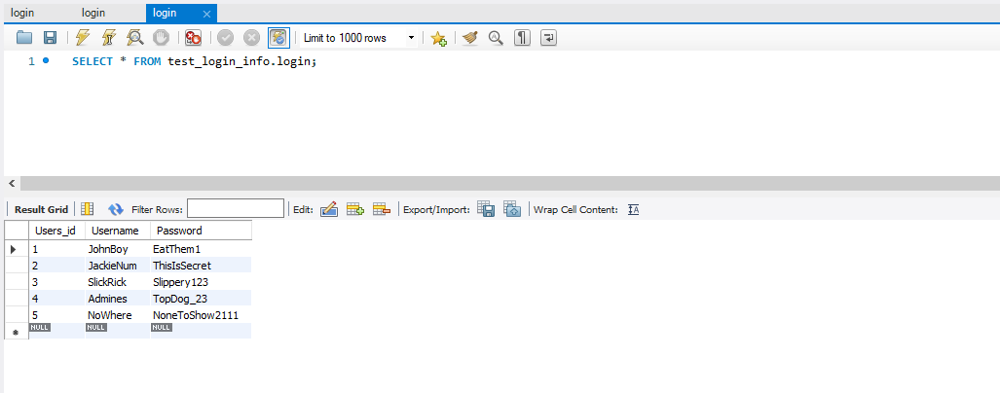 login login login
Limit to 1000 rows
1 SELECT * FROM test_login_info.login;
Result Grid Filter Rows: Edit: Export/Import: Wrap Cell Content:
Users_id Username Password
1 JohnBoy EatThem1
2 JackieNum ThisIsSecret
3 SlickRick Slippery123
4 Admines TopDog_23
5 NoWhere NoneToShow2111
NULL NULL NULL